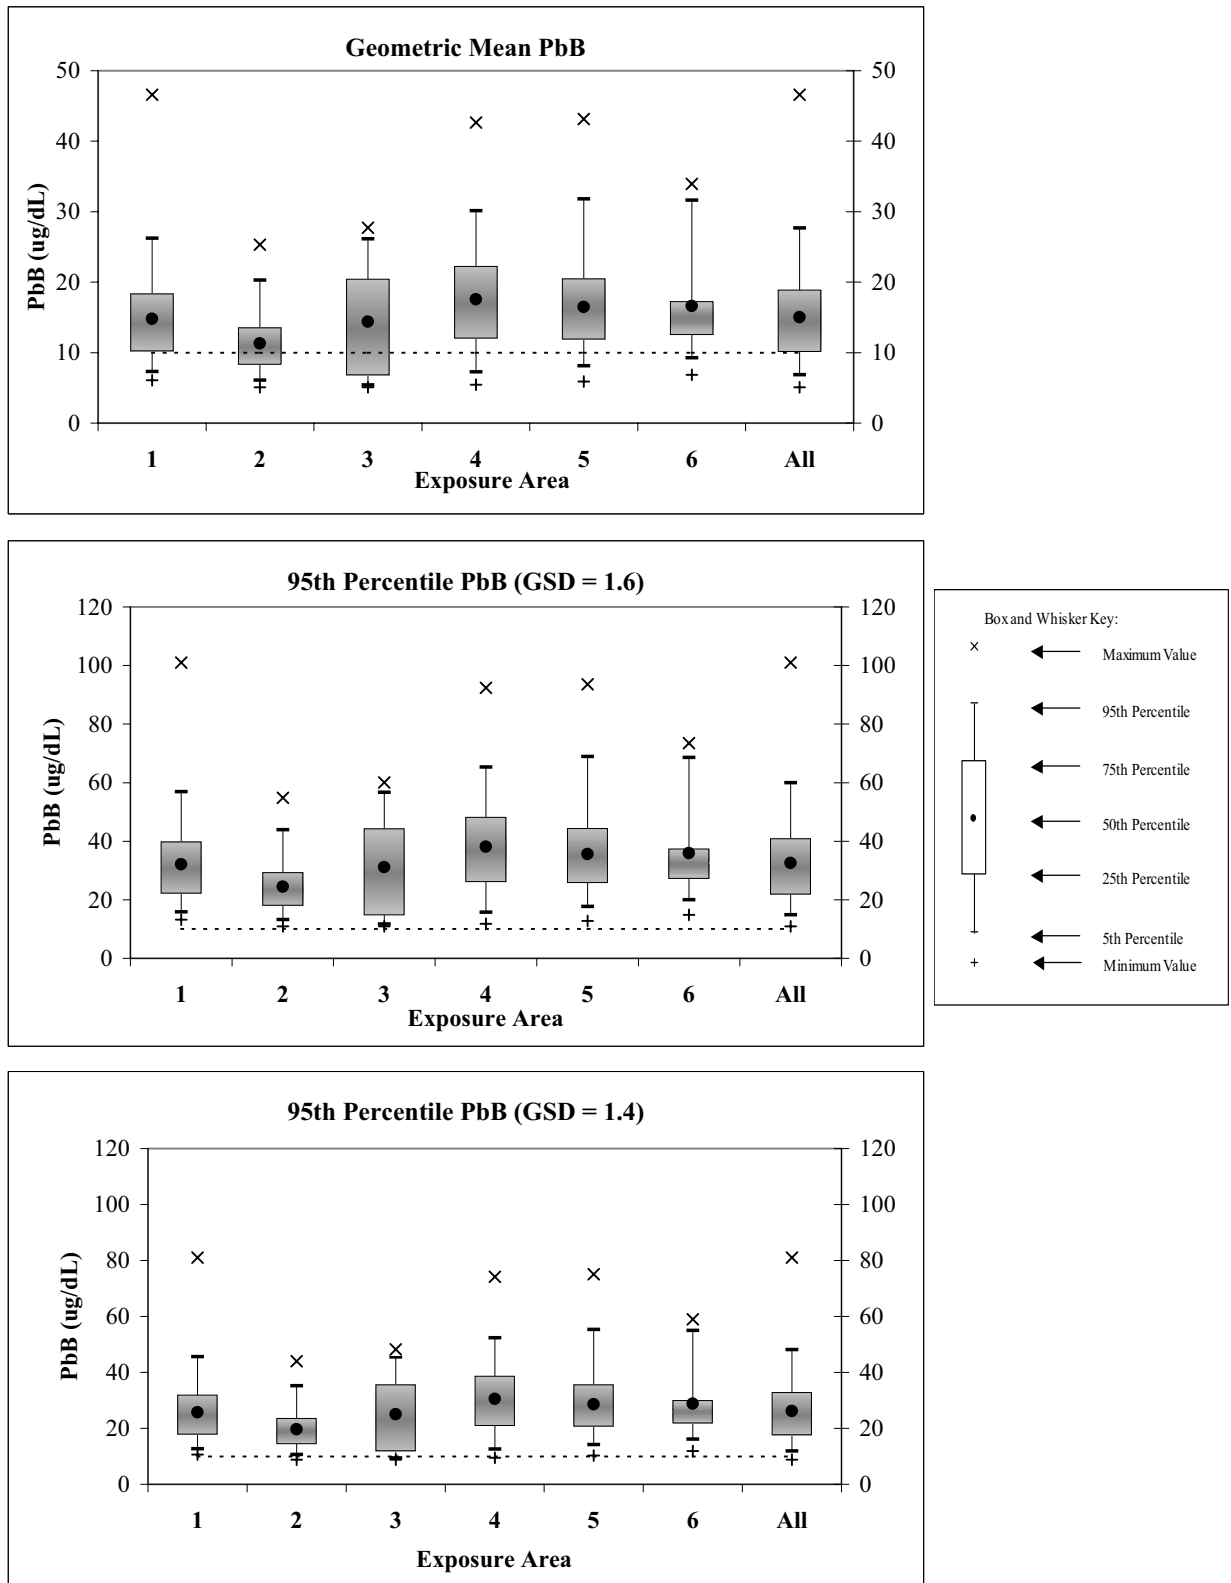 Geometric Mean PbB
50 50
40 40
30 30
20 20
10 10
0 0
PbB (ug/dL)
1 2 3 4 5 6 All
Exposure Area
95th Percentile PbB (GSD = 1.6)
120 120
100 100
80 80
60 60
40 40
20 20
0 0
PbB (ug/dL)
1 2 3 4 5 6 All
Exposure Area
Box and Whisker Key:
Maximum Value
95th Percentile
75th Percentile
50th Percentile
25th Percentile
5th Percentile
Minimum Value
95th Percentile PbB (GSD = 1.4)
120 120
100 100
80 80
60 60
40 40
20 20
0 0
PbB (ug/dL)
1 2 3 4 5 6 All
Exposure Area